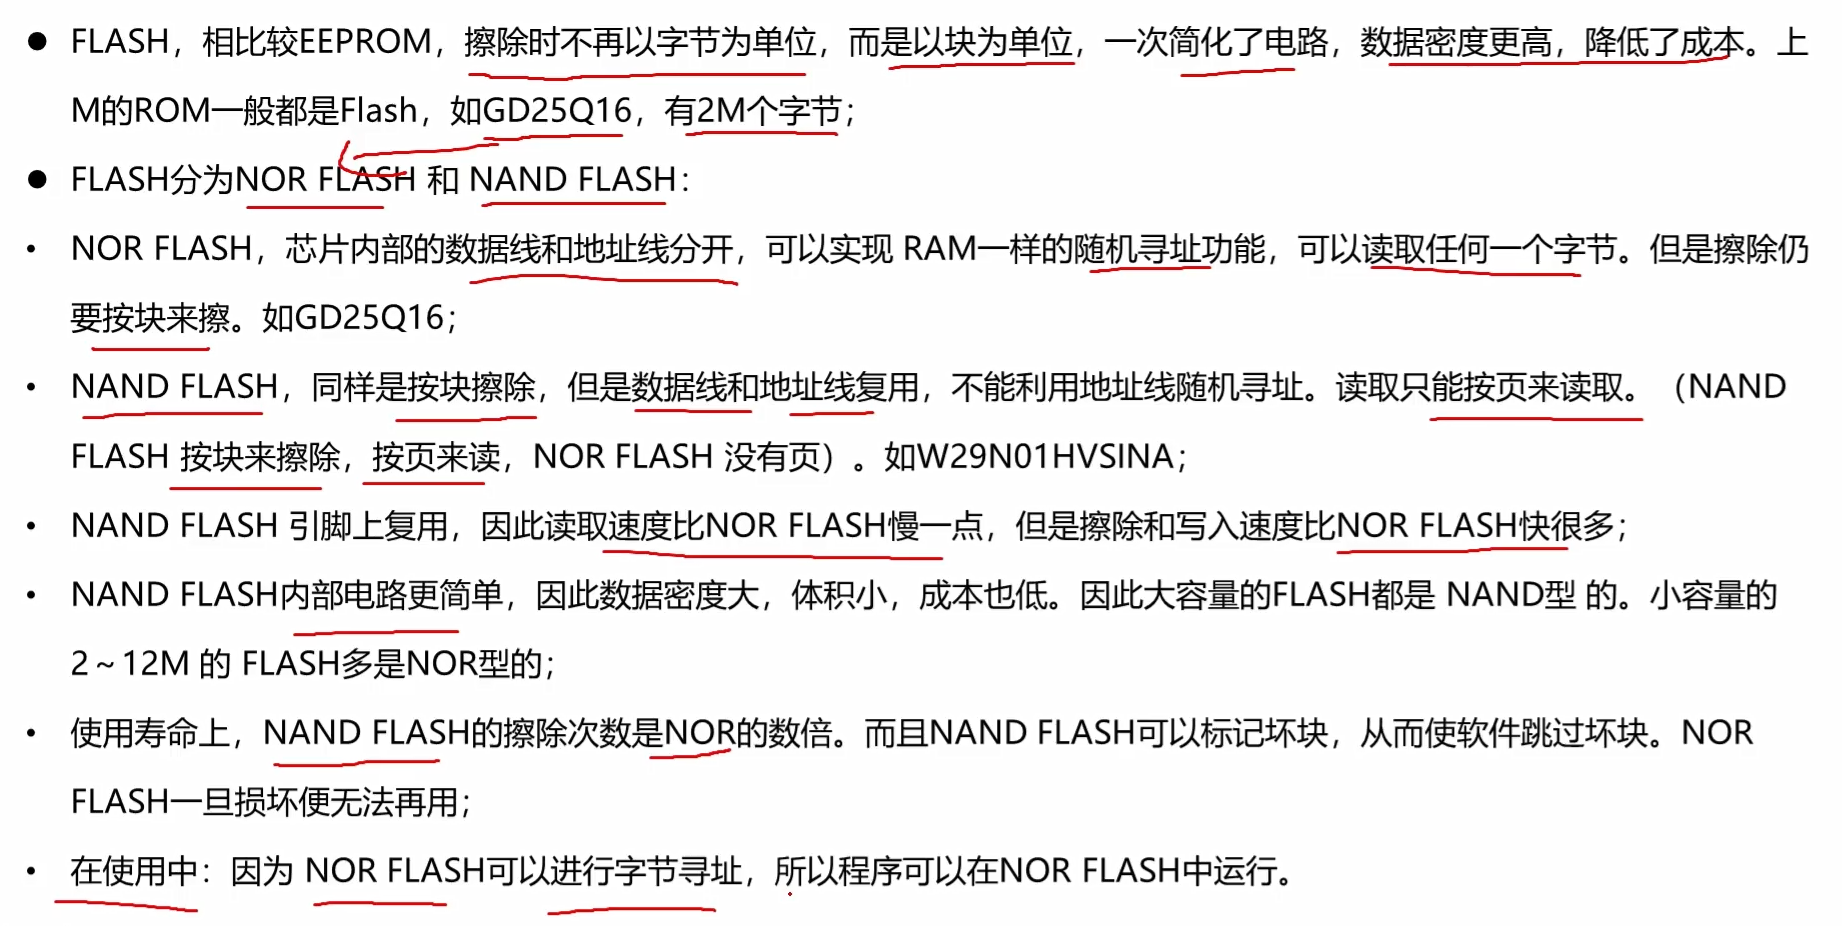 ● FLASH，相比较EEPROM，擦除时不再以字节为单位，而是以块为单位，一次简化了电路，数据密度更高，降低了成本。上
M的ROM一般都是Flash，如GD25Q16，有2M个字节；
● FLASH分为NOR FLASH 和 NAND FLASH：
• NOR FLASH，芯片内部的数据线和地址线分开，可以实现 RAM一样的随机寻址功能，可以读取任何一个字节。但是擦除仍
要按块来擦。如GD25Q16；
• NAND FLASH，同样是按块擦除，但是数据线和地址线复用，不能利用地址线随机寻址。读取只能按页来读取。（NAND
FLASH 按块来擦除，按页来读，NOR FLASH 没有页）。如W29N01HVSINA；
• NAND FLASH 引脚上复用，因此读取速度比NOR FLASH慢一点，但是擦除和写入速度比NOR FLASH快很多；
• NAND FLASH内部电路更简单，因此数据密度大，体积小，成本也低。因此大容量的FLASH都是 NAND型 的。小容量的
2～12M 的 FLASH多是NOR型的；
• 使用寿命上，NAND FLASH的擦除次数是NOR的数倍。而且NAND FLASH可以标记坏块，从而使软件跳过坏块。NOR
FLASH一旦损坏便无法再用；
• 在使用中：因为 NOR FLASH可以进行字节寻址，所以程序可以在NOR FLASH中运行。